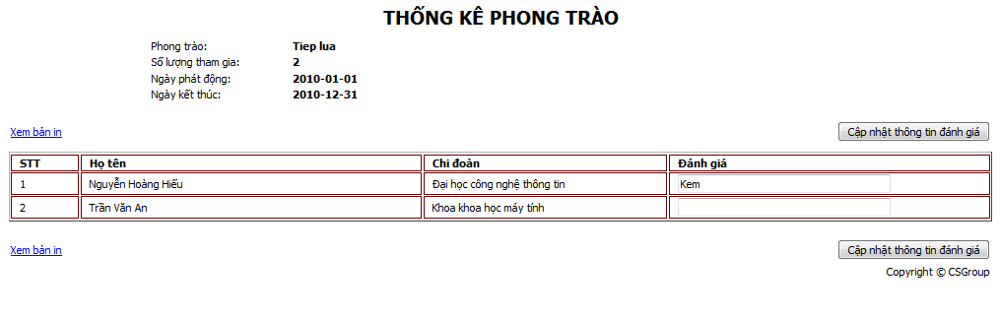 THỐNG KÊ PHONG TRÀO
Phong trào: Tiep lua
Số lượng tham gia: 2
Ngày phát động: 2010-01-01
Ngày kết thúc: 2010-12-31
Xem bản in Cập nhật thông tin đánh giá
STT Họ tên Chi đoàn Đánh giá
1 Nguyễn Hoàng Hiếu Đại học công nghệ thông tin Kem
2 Trần Văn An Khoa khoa học máy tính
Xem bản in Cập nhật thông tin đánh giá
Copyright © CSGroup